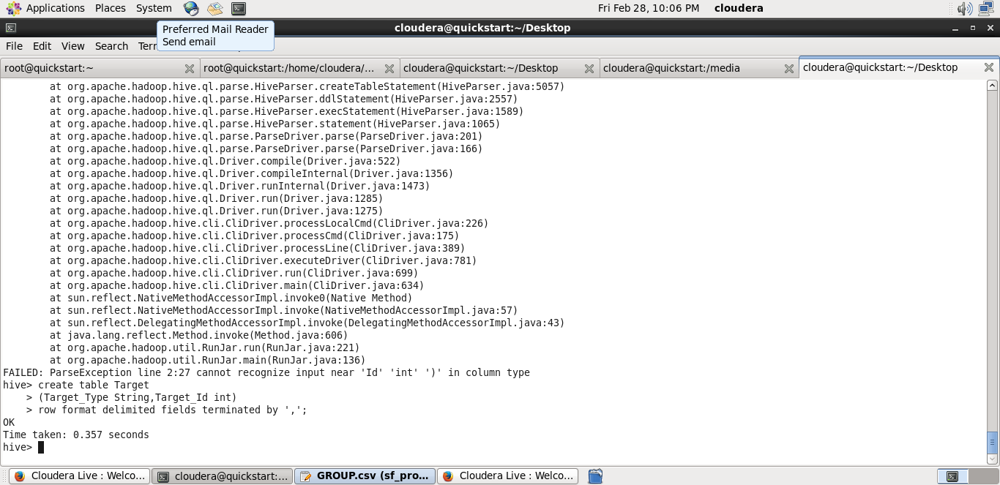 Applications Places System Fri Feb 28, 10:06 PM cloudera
Preferred Mail Reader
Send email
cloudera@quickstart:~/Desktop
File Edit View Search Ter
root@quickstart:~ root@quickstart:/home/cloudera/... cloudera@quickstart:~/Desktop cloudera@quickstart:/media cloudera@quickstart:~/Desktop
at org.apache.hadoop.hive.ql.parse.HiveParser.createTableStatement(HiveParser.java:5057)
at org.apache.hadoop.hive.ql.parse.HiveParser.ddlStatement(HiveParser.java:2557)
at org.apache.hadoop.hive.ql.parse.HiveParser.execStatement(HiveParser.java:1589)
at org.apache.hadoop.hive.ql.parse.HiveParser.statement(HiveParser.java:1065)
at org.apache.hadoop.hive.ql.parse.ParseDriver.parse(ParseDriver.java:201)
at org.apache.hadoop.hive.ql.parse.ParseDriver.parse(ParseDriver.java:166)
at org.apache.hadoop.hive.ql.Driver.compile(Driver.java:522)
at org.apache.hadoop.hive.ql.Driver.compileInternal(Driver.java:1356)
at org.apache.hadoop.hive.ql.Driver.runInternal(Driver.java:1473)
at org.apache.hadoop.hive.ql.Driver.run(Driver.java:1285)
at org.apache.hadoop.hive.ql.Driver.run(Driver.java:1275)
at org.apache.hadoop.hive.cli.CliDriver.processLocalCmd(CliDriver.java:226)
at org.apache.hadoop.hive.cli.CliDriver.processCmd(CliDriver.java:175)
at org.apache.hadoop.hive.cli.CliDriver.processLine(CliDriver.java:389)
at org.apache.hadoop.hive.cli.CliDriver.executeDriver(CliDriver.java:781)
at org.apache.hadoop.hive.cli.CliDriver.run(CliDriver.java:699)
at org.apache.hadoop.hive.cli.CliDriver.main(CliDriver.java:634)
at sun.reflect.NativeMethodAccessorImpl.invoke0(Native Method)
at sun.reflect.NativeMethodAccessorImpl.invoke(NativeMethodAccessorImpl.java:57)
at sun.reflect.DelegatingMethodAccessorImpl.invoke(DelegatingMethodAccessorImpl.java:43)
at java.lang.reflect.Method.invoke(Method.java:606)
at org.apache.hadoop.util.RunJar.run(RunJar.java:221)
at org.apache.hadoop.util.RunJar.main(RunJar.java:136)
FAILED: ParseException line 2:27 cannot recognize input near 'Id' 'int' ')' in column type
hive> create table Target
> (Target_Type String,Target_Id int)
> row format delimited fields terminated by ',';
OK
Time taken: 0.357 seconds
hive>
Cloudera Live : Welco... cloudera@quickstart:... GROUP.csv (sf_pro... Cloudera Live : Welco...